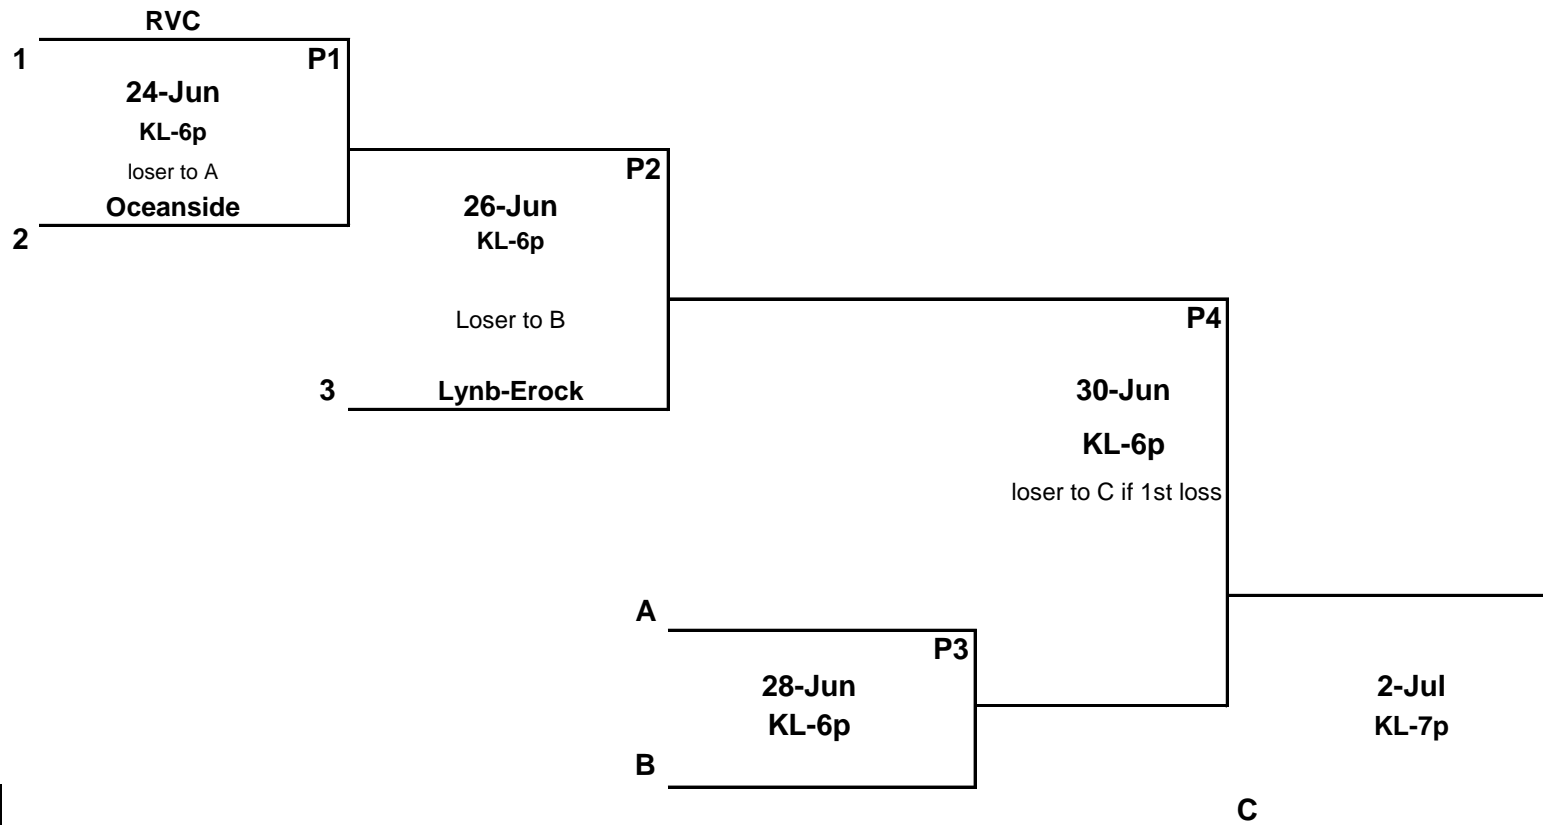 RVC
1
P1
24-Jun
KL-6p
loser to A
Oceanside
2
P2
26-Jun
KL-6p
Loser to B
3
Lynb-Erock
P4
30-Jun
KL-6p
loser to C if 1st loss
A
P3
28-Jun
KL-6p
B
2-Jul
KL-7p
C